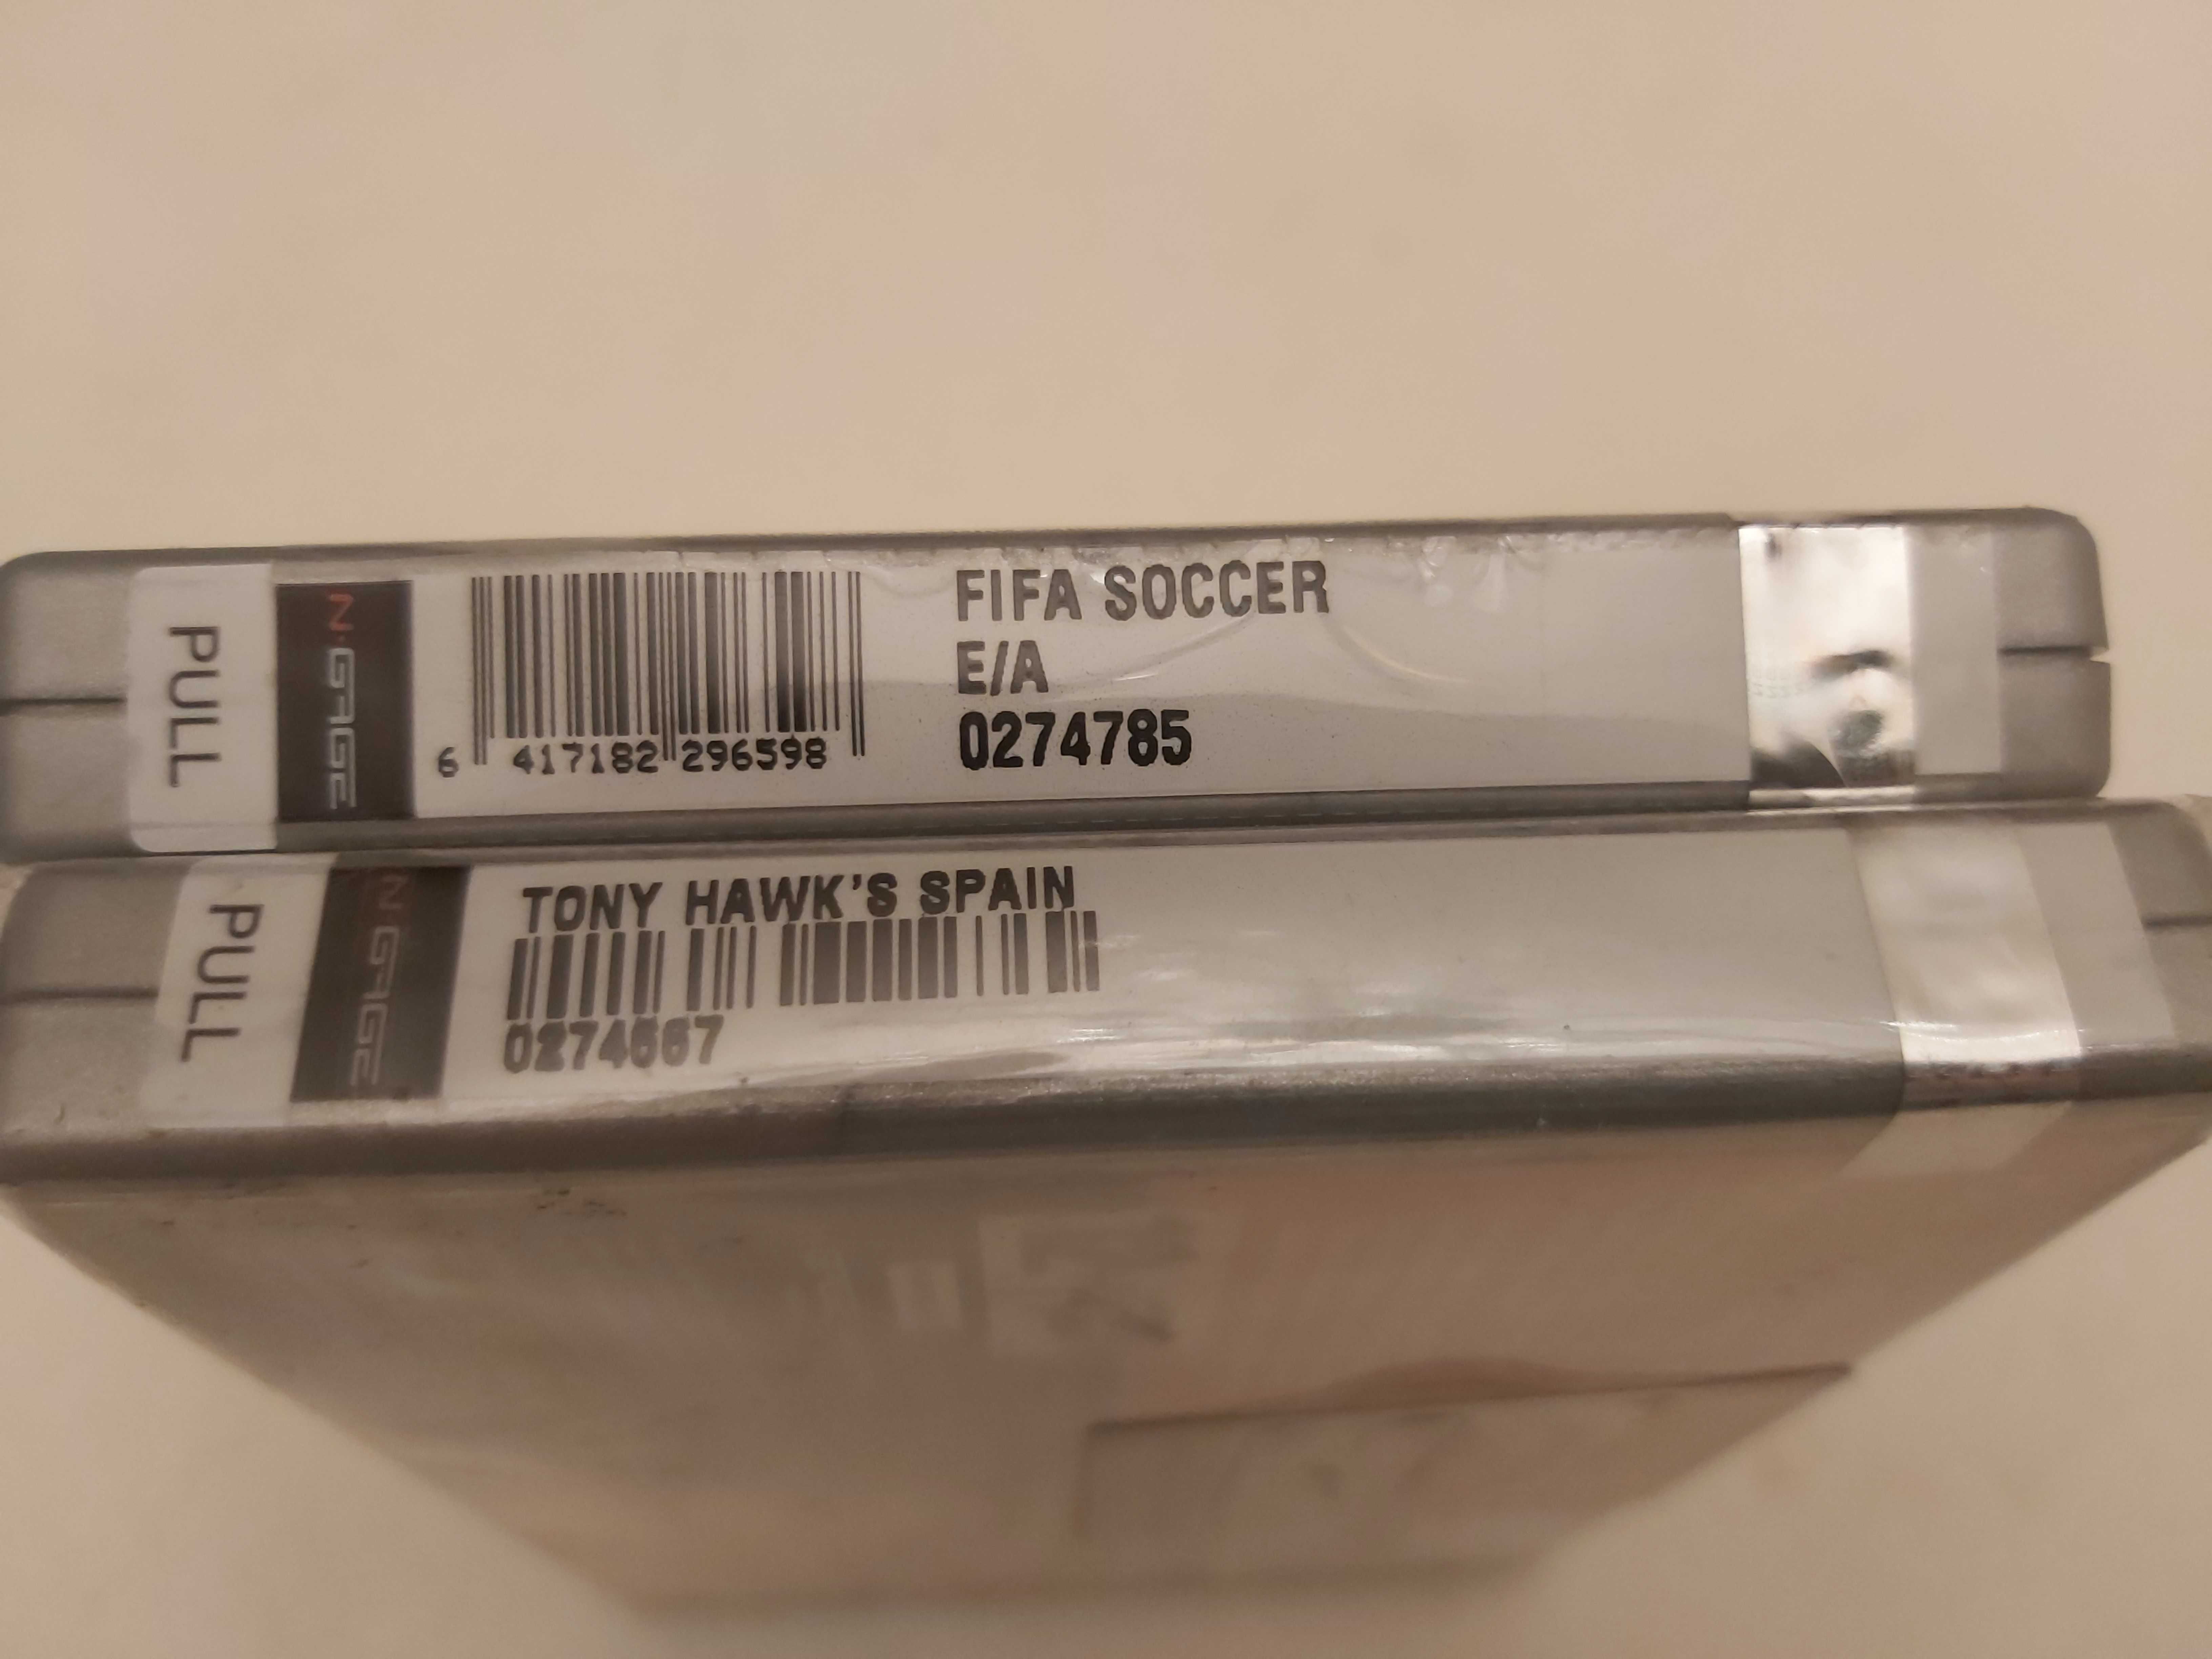 PULL
N·GAGE
6 417182 296598
FIFA SOCCER
E/A
0274785
PULL
N·GAGE
TONY HAWK'S SPAIN